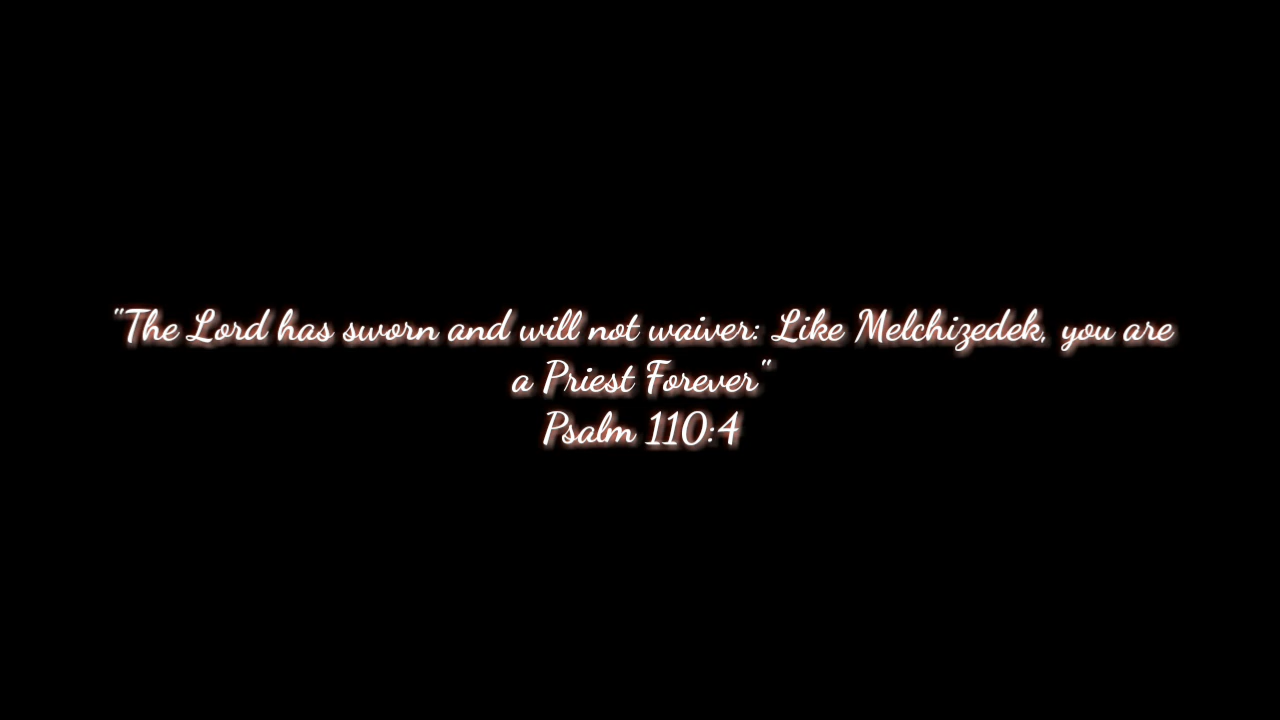 "The Lord has sworn and will not waiver: Like Melchizedek, you are
a Priest Forever"
Psalm 110:4